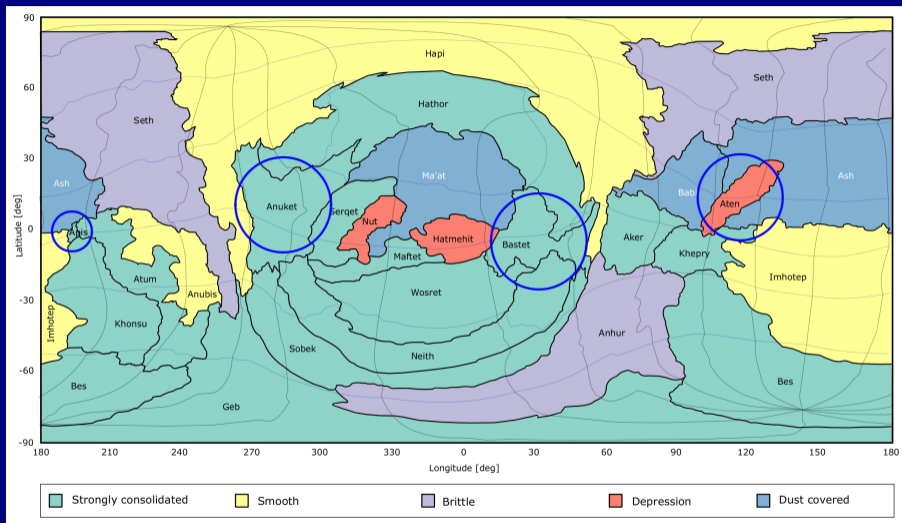 90
Hapi
60
Seth
Hathor
Seth
30
Ma'at
Ash
Bab
Ash
Anuket
Serqet
Nut
Aten
0
Apis
Aker
Hatmehit
Bastet
Maftet
Khepry
Atum
Imhotep
Anubis
Wosret
-30
Imhotep
Khonsu
Anhur
Sobek
Neith
-60
Bes
Bes
Geb
-90
180 210 240 270 300 330 0 30 60 90 120 150 180
Latitude [deg]
Longitude [deg]
Strongly consolidated Smooth Brittle Depression Dust covered